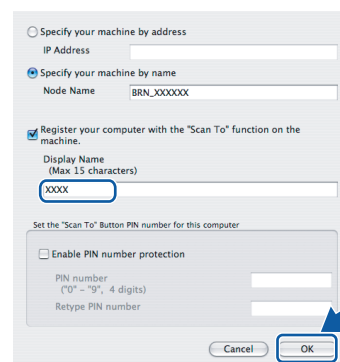 Specify your machine by address
IP Address
Specify your machine by name
Node Name BRN_XXXXXX
Register your computer with the "Scan To" function on the
machine.
Display Name
(Max 15 characters)
XXXX
Set the "Scan To" Button PIN number for this computer
Enable PIN number protection
PIN number
("0" – "9", 4 digits)
Retype PIN number
Cancel OK